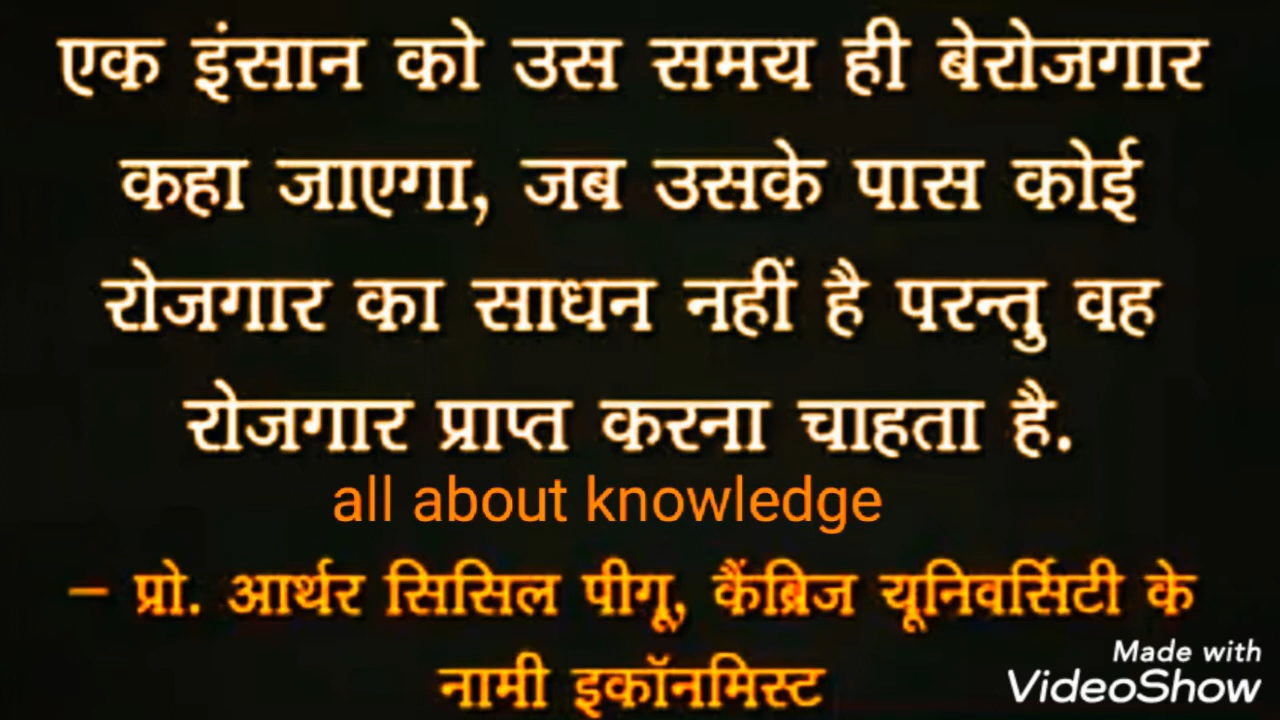 एक इंसान को उस समय ही बेरोजगार
कहा जाएगा, जब उसके पास कोई
रोजगार का साधन नहीं है परन्तु वह
रोजगार प्राप्त करना चाहता है.
all about knowledge
– प्रो. आर्थर सिसिल पीगू, कैंब्रिज यूनिवर्सिटी के
नामी इकॉनमिस्ट
Made with
VideoShow